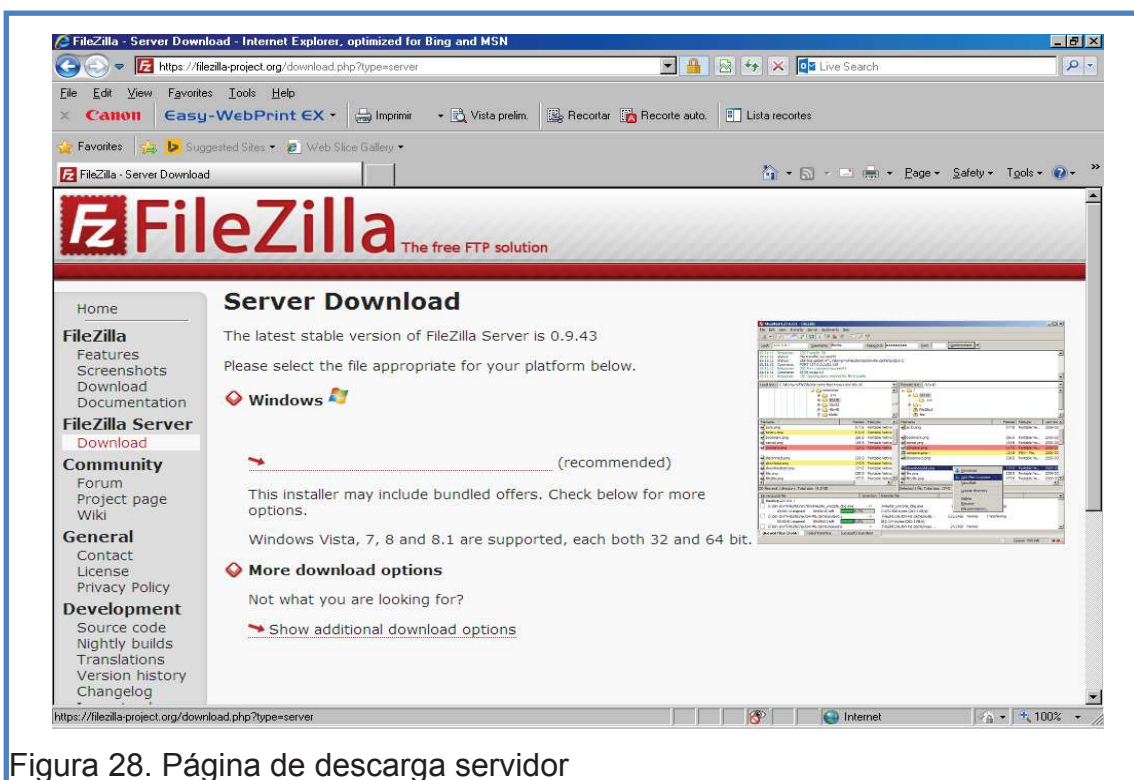 FileZilla - Server Download - Internet Explorer, optimized for Bing and MSN
https://filezilla-project.org/download.php?type=server
Live Search
File Edit View Favorites Tools Help
Canon Easy-WebPrint EX Imprimir Vista prelim. Recortar Recorte auto. Lista recortes
Favorites Suggested Sites Web Slice Gallery
FileZilla - Server Download
Page Safety Tools
FileZilla The free FTP solution
Home
FileZilla
Features
Screenshots
Download
Documentation
FileZilla Server
Download
Community
Forum
Project page
Wiki
General
Contact
License
Privacy Policy
Development
Source code
Nightly builds
Translations
Version history
Changelog
Server Download
The latest stable version of FileZilla Server is 0.9.43
Please select the file appropriate for your platform below.
Windows
(recommended)
This installer may include bundled offers. Check below for more
options.
Windows Vista, 7, 8 and 8.1 are supported, each both 32 and 64 bit.
More download options
Not what you are looking for?
Show additional download options
https://filezilla-project.org/download.php?type=server
Internet
100%
Figura 28. Página de descarga servidor